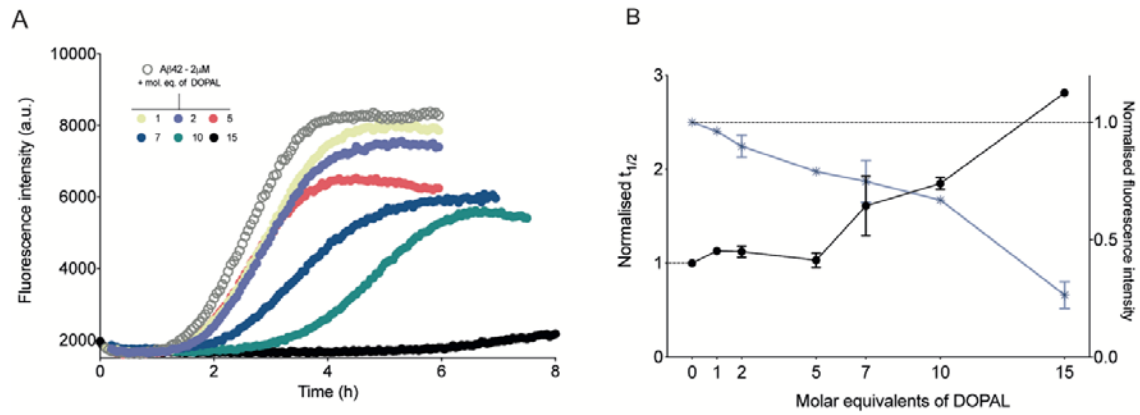 A
10000
8000
6000
4000
2000
Fluorescence intensity (a.u.)
Aβ42 - 2μM
+ mol. eq. of DOPAL
1 2 5
7 10 15
0 2 4 6 8
Time (h)
B
3
2
1
0
Normalised t1/2
1.0
0.5
0.0
Normalised fluorescence intensity
0 1 2 5 7 10 15
Molar equivalents of DOPAL